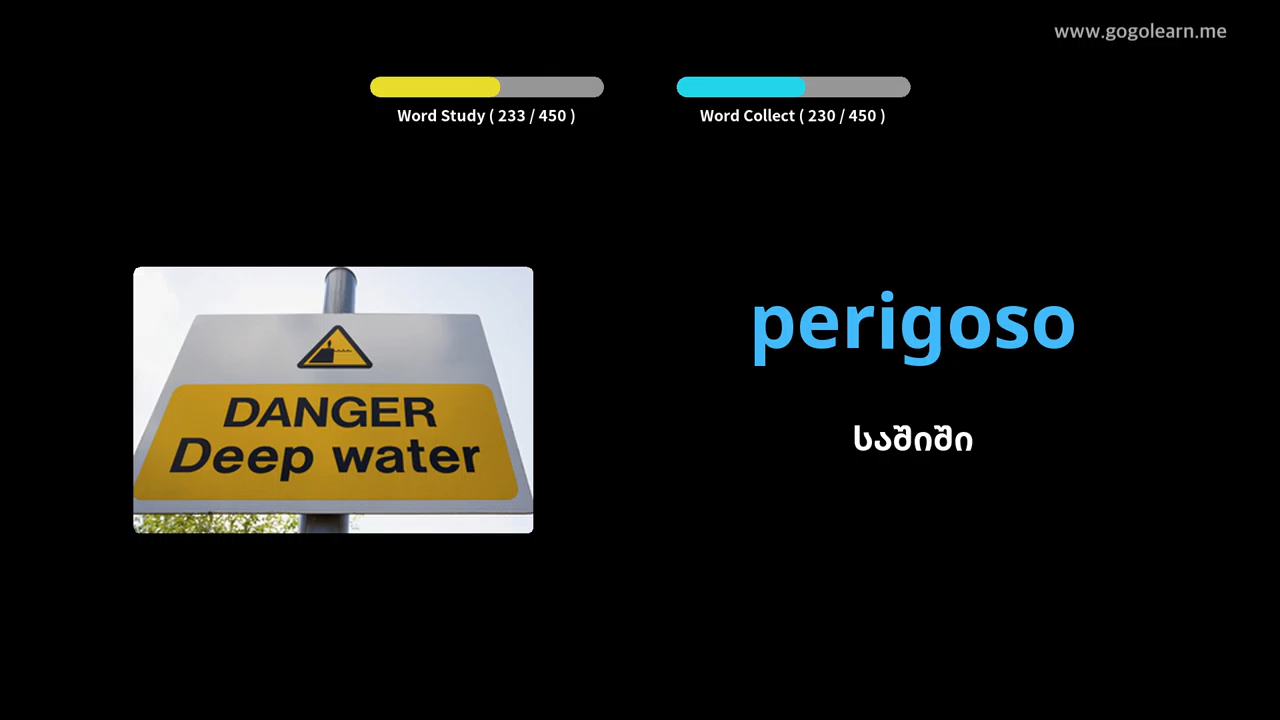 www.gogolearn.me
Word Study ( 233 / 450 )
Word Collect ( 230 / 450 )
DANGER
Deep water
perigoso
საშიში